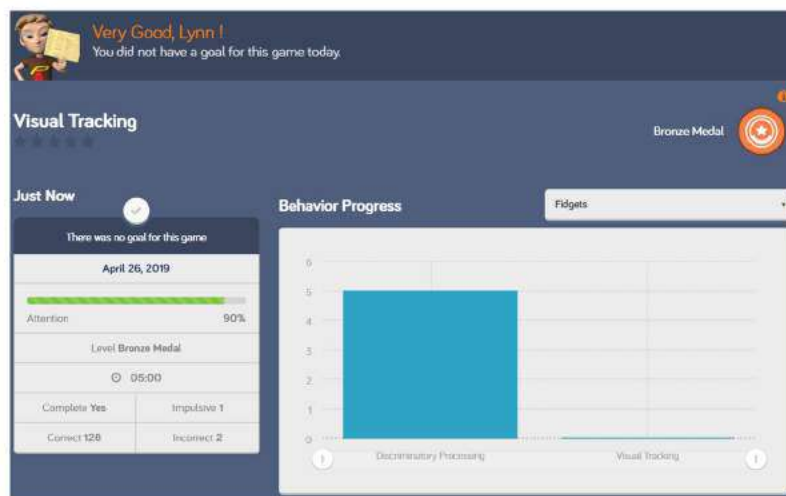 Very Good, Lynn !
You did not have a goal for this game today.
Visual Tracking
Bronze Medal
Just Now
There was no goal for this game
April 26, 2019
Attention 90%
Level Bronze Medal
05:00
Complete Yes Impulsive 1
Correct 128 Incorrect 2
Behavior Progress
Fidgets
6
5
4
3
2
1
0
Discriminatory Processing Visual Tracking